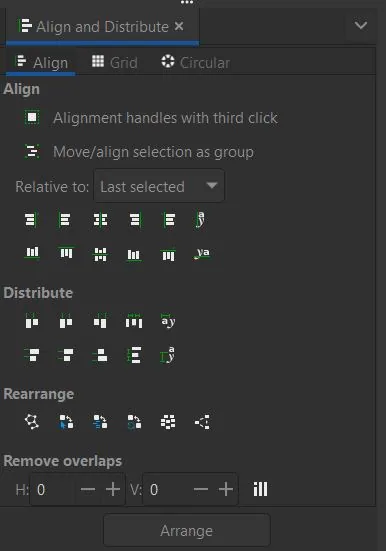 Align and Distribute
Align Grid Circular
Align
Alignment handles with third click
Move/align selection as group
Relative to: Last selected
Distribute
Rearrange
Remove overlaps
H: 0 V: 0
Arrange